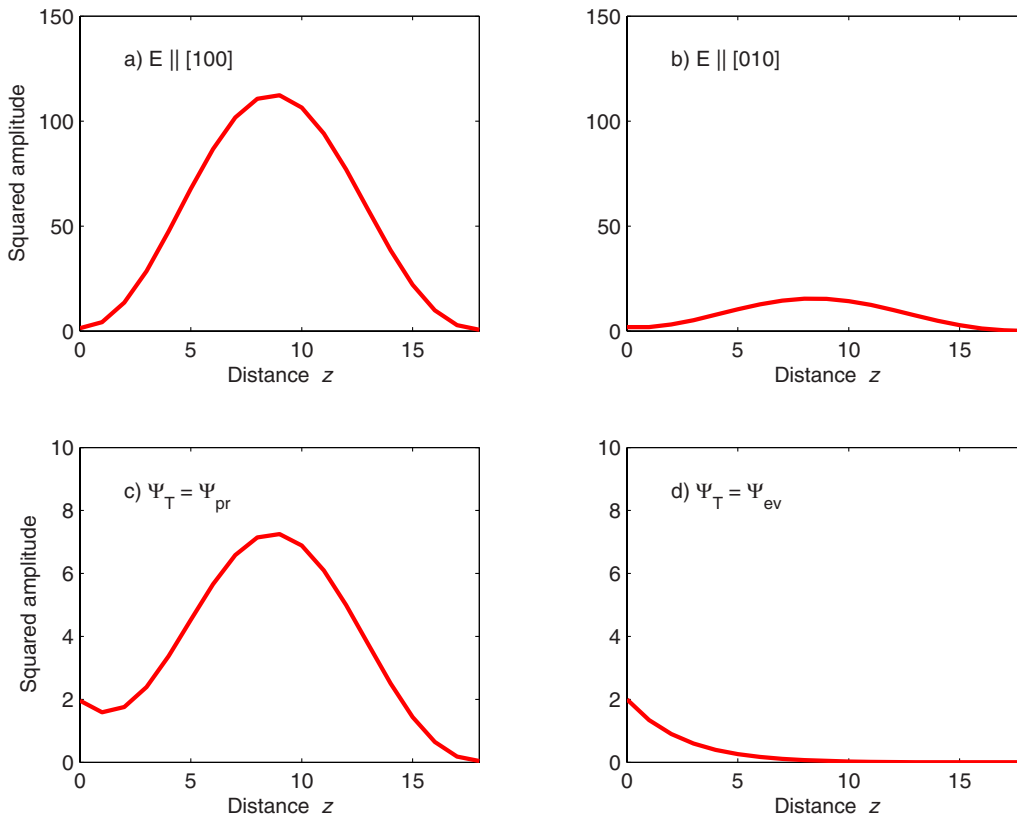 150
100
50
0
0 5 10 15
a) E || [100]
Squared amplitude
Distance z
150
100
50
0
0 5 10 15
b) E || [010]
Distance z
10
8
6
4
2
0
0 5 10 15
c) Ψ_T = Ψ_pr
Squared amplitude
Distance z
10
8
6
4
2
0
0 5 10 15
d) Ψ_T = Ψ_ev
Distance z